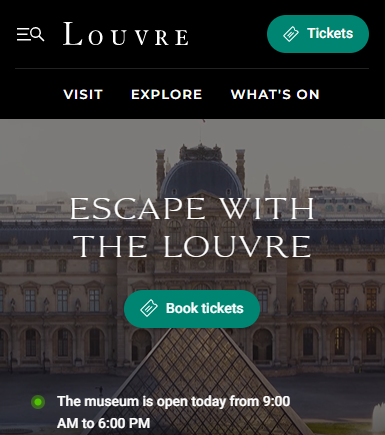 LOUVRE
Tickets
VISIT EXPLORE WHAT'S ON
ESCAPE WITH
THE LOUVRE
Book tickets
The museum is open today from 9:00
AM to 6:00 PM